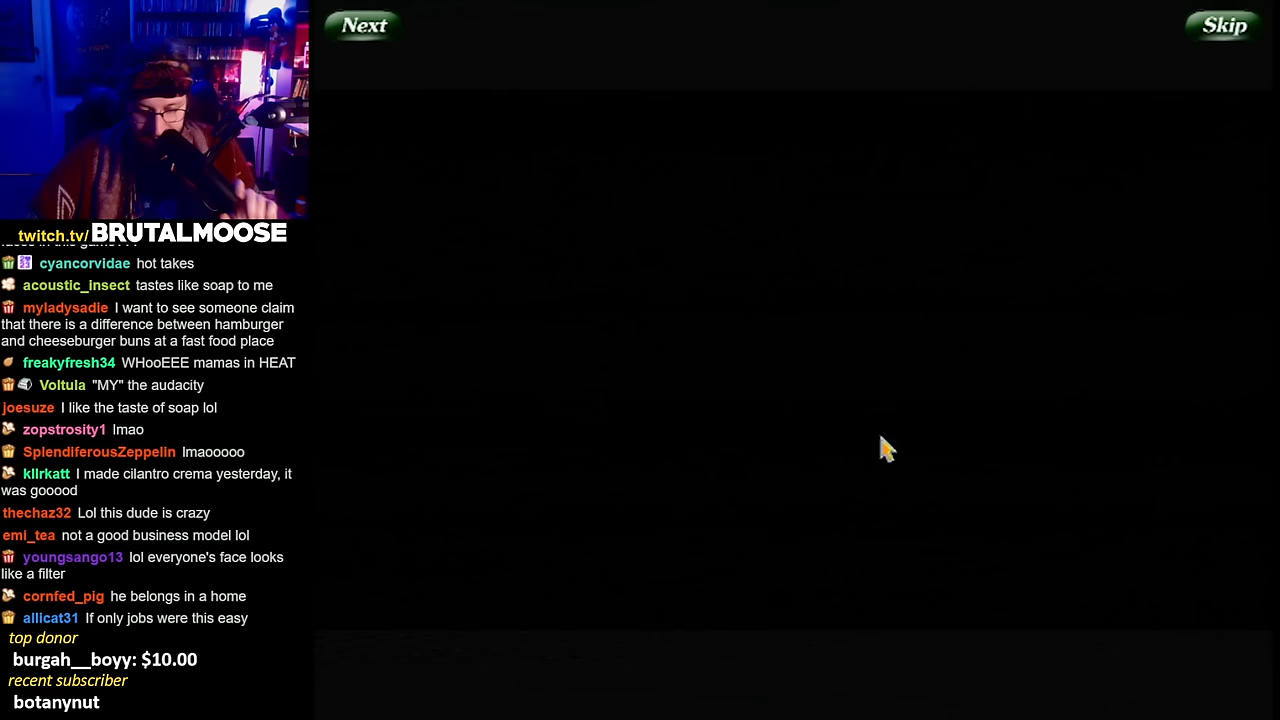 Next
Skip
twitch.tv/BRUTALMOOSE
cyancorvidae hot takes
acoustic_insect tastes like soap to me
myladysadie I want to see someone claim
that there is a difference between hamburger
and cheeseburger buns at a fast food place
freakyfresh34 WHooEEE mamas in HEAT
Voltula "MY" the audacity
joesuze I like the taste of soap lol
zopstrosity1 lmao
SplendiferousZeppelin lmaooooo
kllrkatt I made cilantro crema yesterday, it
was gooood
thechaz32 Lol this dude is crazy
emi_tea not a good business model lol
youngsango13 lol everyone's face looks
like a filter
cornfed_pig he belongs in a home
allicat31 If only jobs were this easy
top donor
burgah__boyy: $10.00
recent subscriber
botanynut